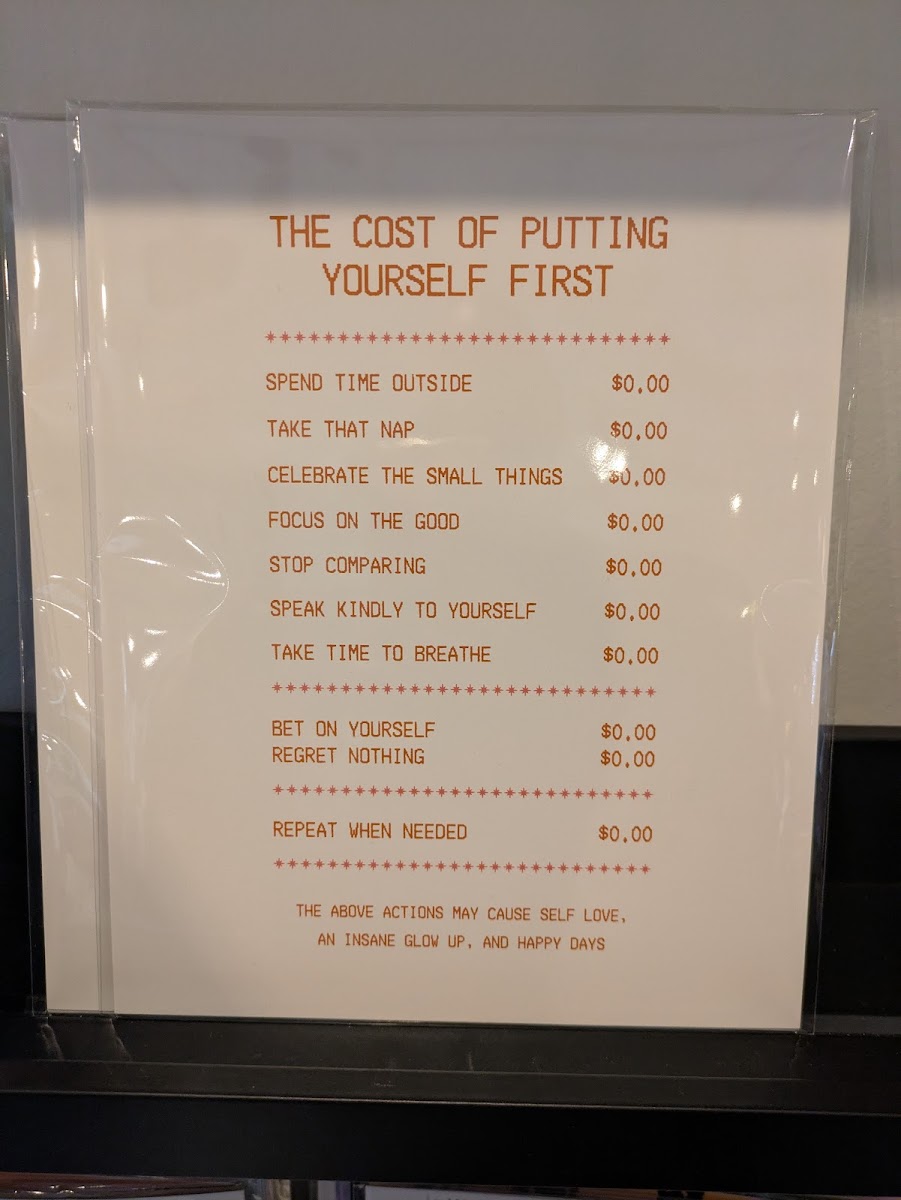 THE COST OF PUTTING
YOURSELF FIRST
SPEND TIME OUTSIDE $0.00
TAKE THAT NAP $0.00
CELEBRATE THE SMALL THINGS $0.00
FOCUS ON THE GOOD $0.00
STOP COMPARING $0.00
SPEAK KINDLY TO YOURSELF $0.00
TAKE TIME TO BREATHE $0.00
BET ON YOURSELF $0.00
REGRET NOTHING $0.00
REPEAT WHEN NEEDED $0.00
THE ABOVE ACTIONS MAY CAUSE SELF LOVE,
AN INSANE GLOW UP, AND HAPPY DAYS